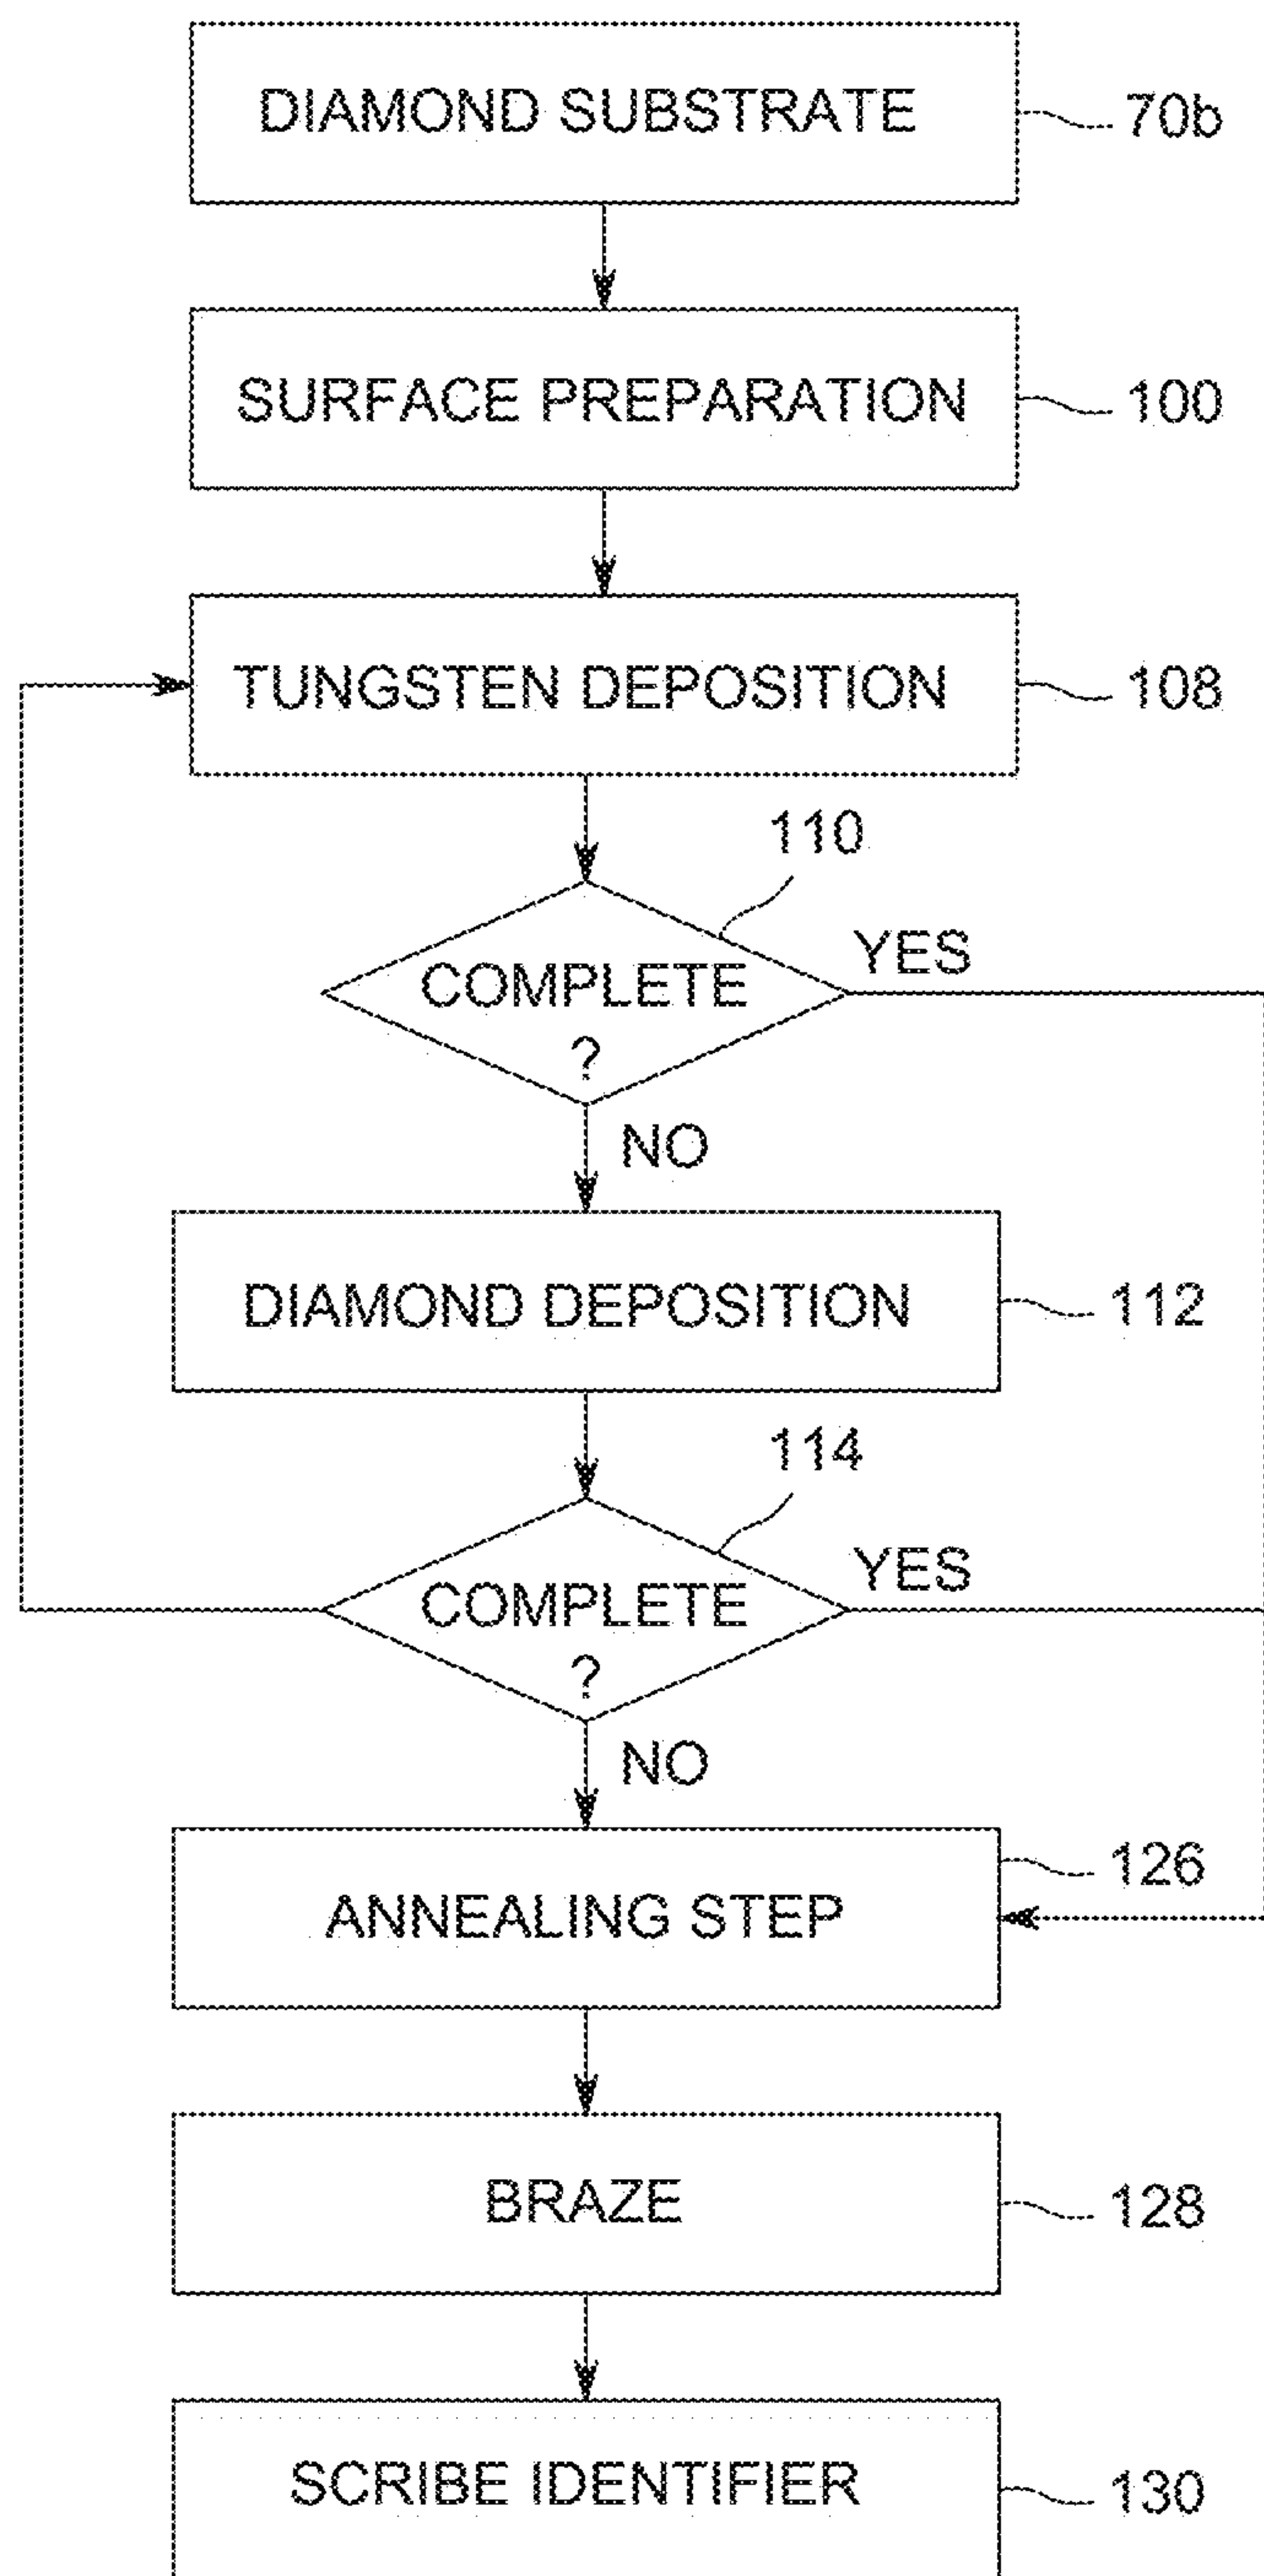 DIAMOND SUBSTRATE
70b
SURFACE PREPARATION
100
TUNGSTEN DEPOSITION
108
110
COMPLETE
?
YES
NO
DIAMOND DEPOSITION
112
114
COMPLETE
?
YES
NO
ANNEALING STEP
126
BRAZE
128
SCRIBE IDENTIFIER
130